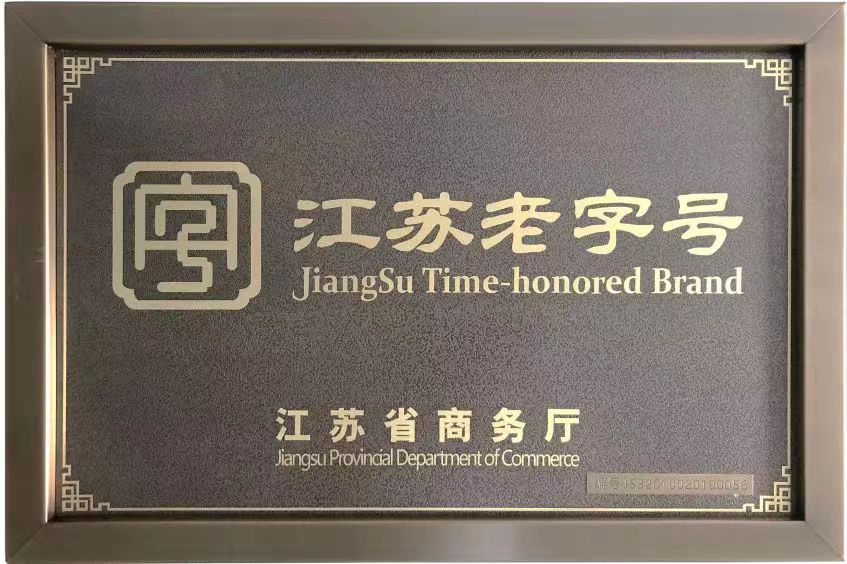 江苏老字号
JiangSu Time-honored Brand
江苏省商务厅
Jiangsu Provincial Department of Commerce